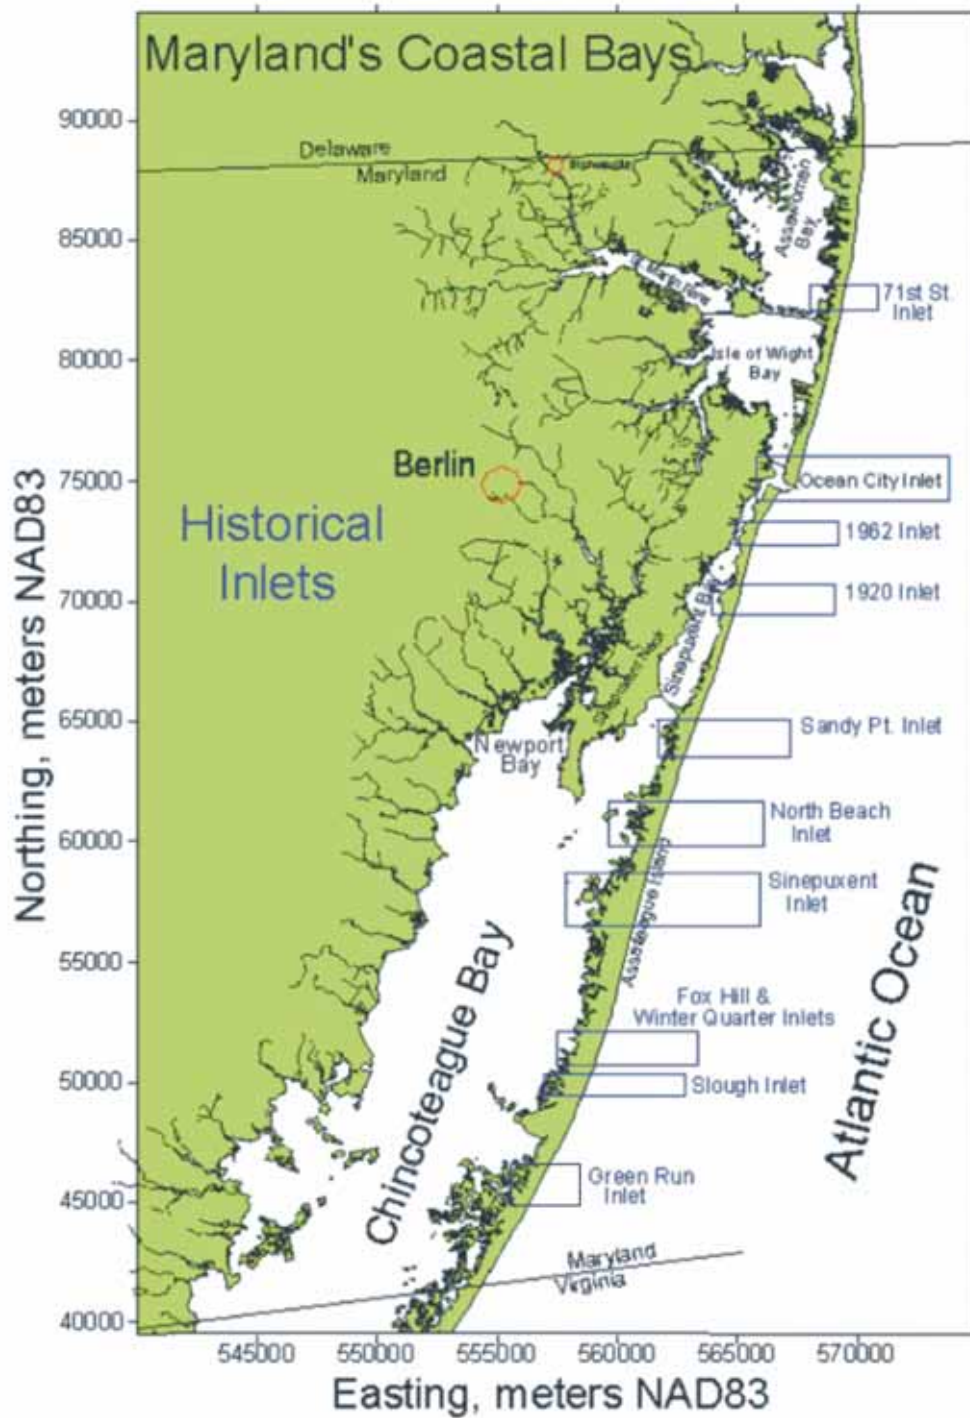 Maryland's Coastal Bays
90000
Delaware
Maryland
Assawoman
Bay
85000
St. Martin River
71st St.
Inlet
80000
Isle of Wight
Bay
Berlin
75000
Ocean City Inlet
Historical
Inlets
1962 Inlet
1920 Inlet
70000
Sinepuxent Bay
65000
Sandy Pt. Inlet
Newport
Bay
North Beach
Inlet
60000
Assateague Island
Sinepuxent
Inlet
55000
Fox Hill &
Winter Quarter Inlets
50000
Slough Inlet
Chincoteague Bay
Atlantic Ocean
Green Run
Inlet
45000
Maryland
Virginia
40000
Northing, meters NAD83
545000 550000 555000 560000 565000 570000
Easting, meters NAD83